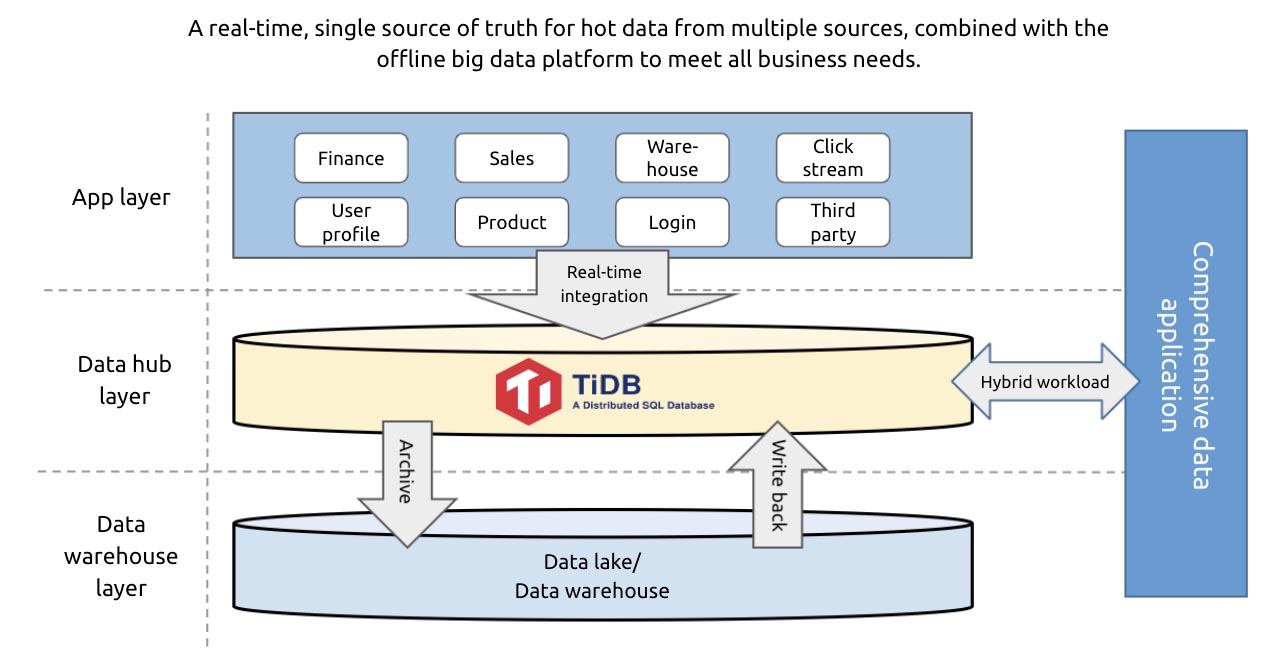 A real-time, single source of truth for hot data from multiple sources, combined with the
offline big data platform to meet all business needs.
App layer
Finance
Sales
Ware-
house
Click
stream
User
profile
Product
Login
Third
party
Real-time
integration
Data hub
layer
TiDB
A Distributed SQL Database
Hybrid workload
Comprehensive data
application
Archive
Write back
Data
warehouse
layer
Data lake/
Data warehouse